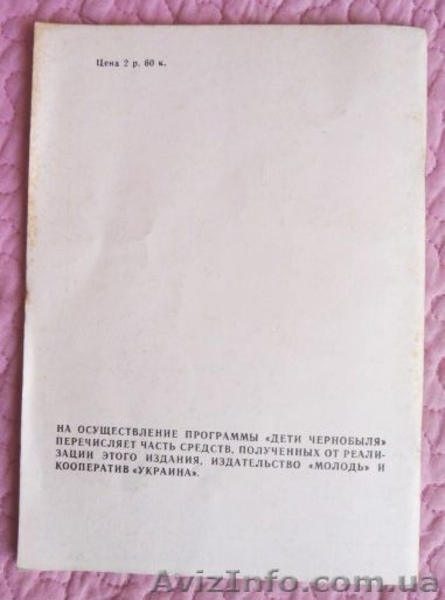 Цена 2 р. 60 к.
НА ОСУЩЕСТВЛЕНИЕ ПРОГРАММЫ «ДЕТИ ЧЕРНОБЫЛЯ»
ПЕРЕЧИСЛЯЕТ ЧАСТЬ СРЕДСТВ, ПОЛУЧЕННЫХ ОТ РЕАЛИ-
ЗАЦИИ ЭТОГО ИЗДАНИЯ, ИЗДАТЕЛЬСТВО «МОЛОДЬ» И
КООПЕРАТИВ «УКРАИНА».
AvizInfo.com.ua